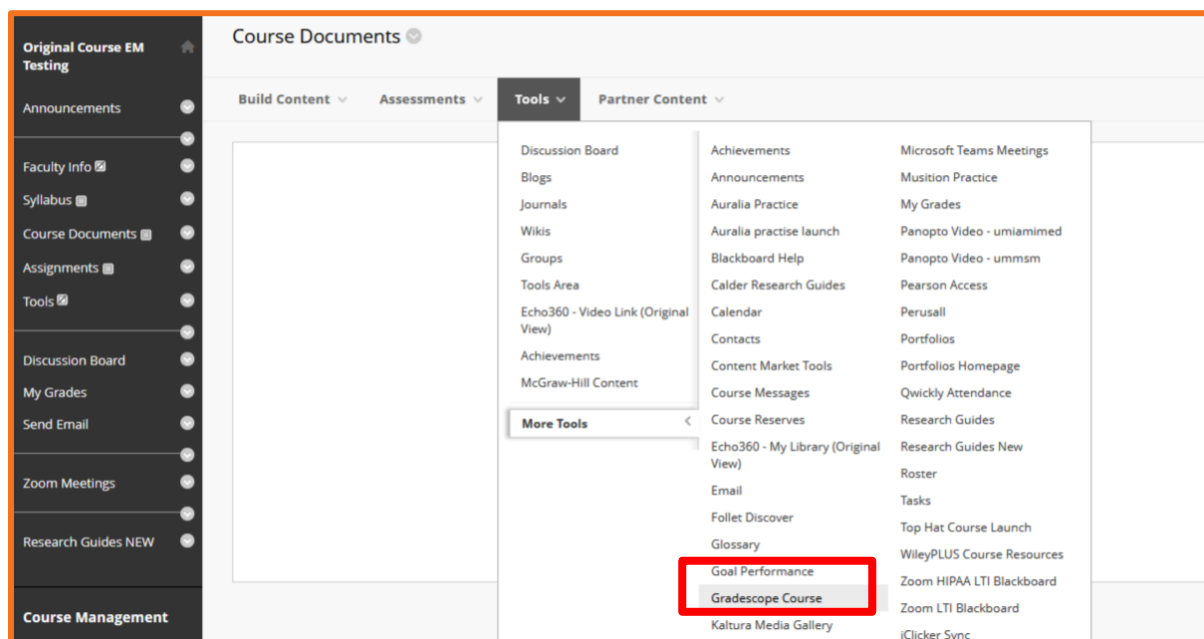 Original Course EM
Testing
Announcements
Faculty Info
Syllabus
Course Documents
Assignments
Tools
Discussion Board
My Grades
Send Email
Zoom Meetings
Research Guides NEW
Course Management
Course Documents
Build Content
Assessments
Tools
Partner Content
Discussion Board
Blogs
Journals
Wikis
Groups
Tools Area
Echo360 - Video Link (Original
View)
Achievements
McGraw-Hill Content
More Tools
Achievements
Announcements
Auralia Practice
Auralia practise launch
Blackboard Help
Calder Research Guides
Calendar
Contacts
Content Market Tools
Course Messages
Course Reserves
Echo360 - My Library (Original
View)
Email
Follet Discover
Glossary
Goal Performance
Gradescope Course
Kaltura Media Gallery
Microsoft Teams Meetings
Musition Practice
My Grades
Panopto Video - umiamimed
Panopto Video - ummsm
Pearson Access
Perusall
Portfolios
Portfolios Homepage
Qwickly Attendance
Research Guides
Research Guides New
Roster
Tasks
Top Hat Course Launch
WileyPLUS Course Resources
Zoom HIPAA LTI Blackboard
Zoom LTI Blackboard
iClicker Sync